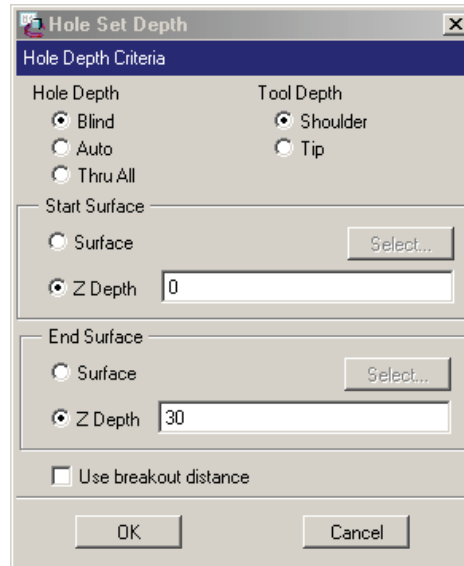 Hole Set Depth
Hole Depth Criteria
Hole Depth Tool Depth
Blind Shoulder
Auto Tip
Thru All
Start Surface
Surface Select...
Z Depth 0
End Surface
Surface Select...
Z Depth 30
Use breakout distance
OK Cancel